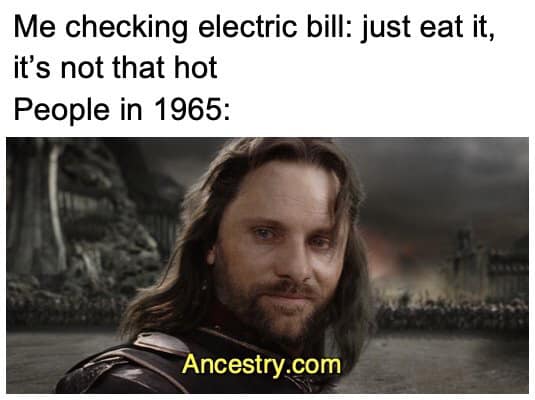 Me checking electric bill: just eat it,
it’s not that hot
People in 1965:
Ancestry.com